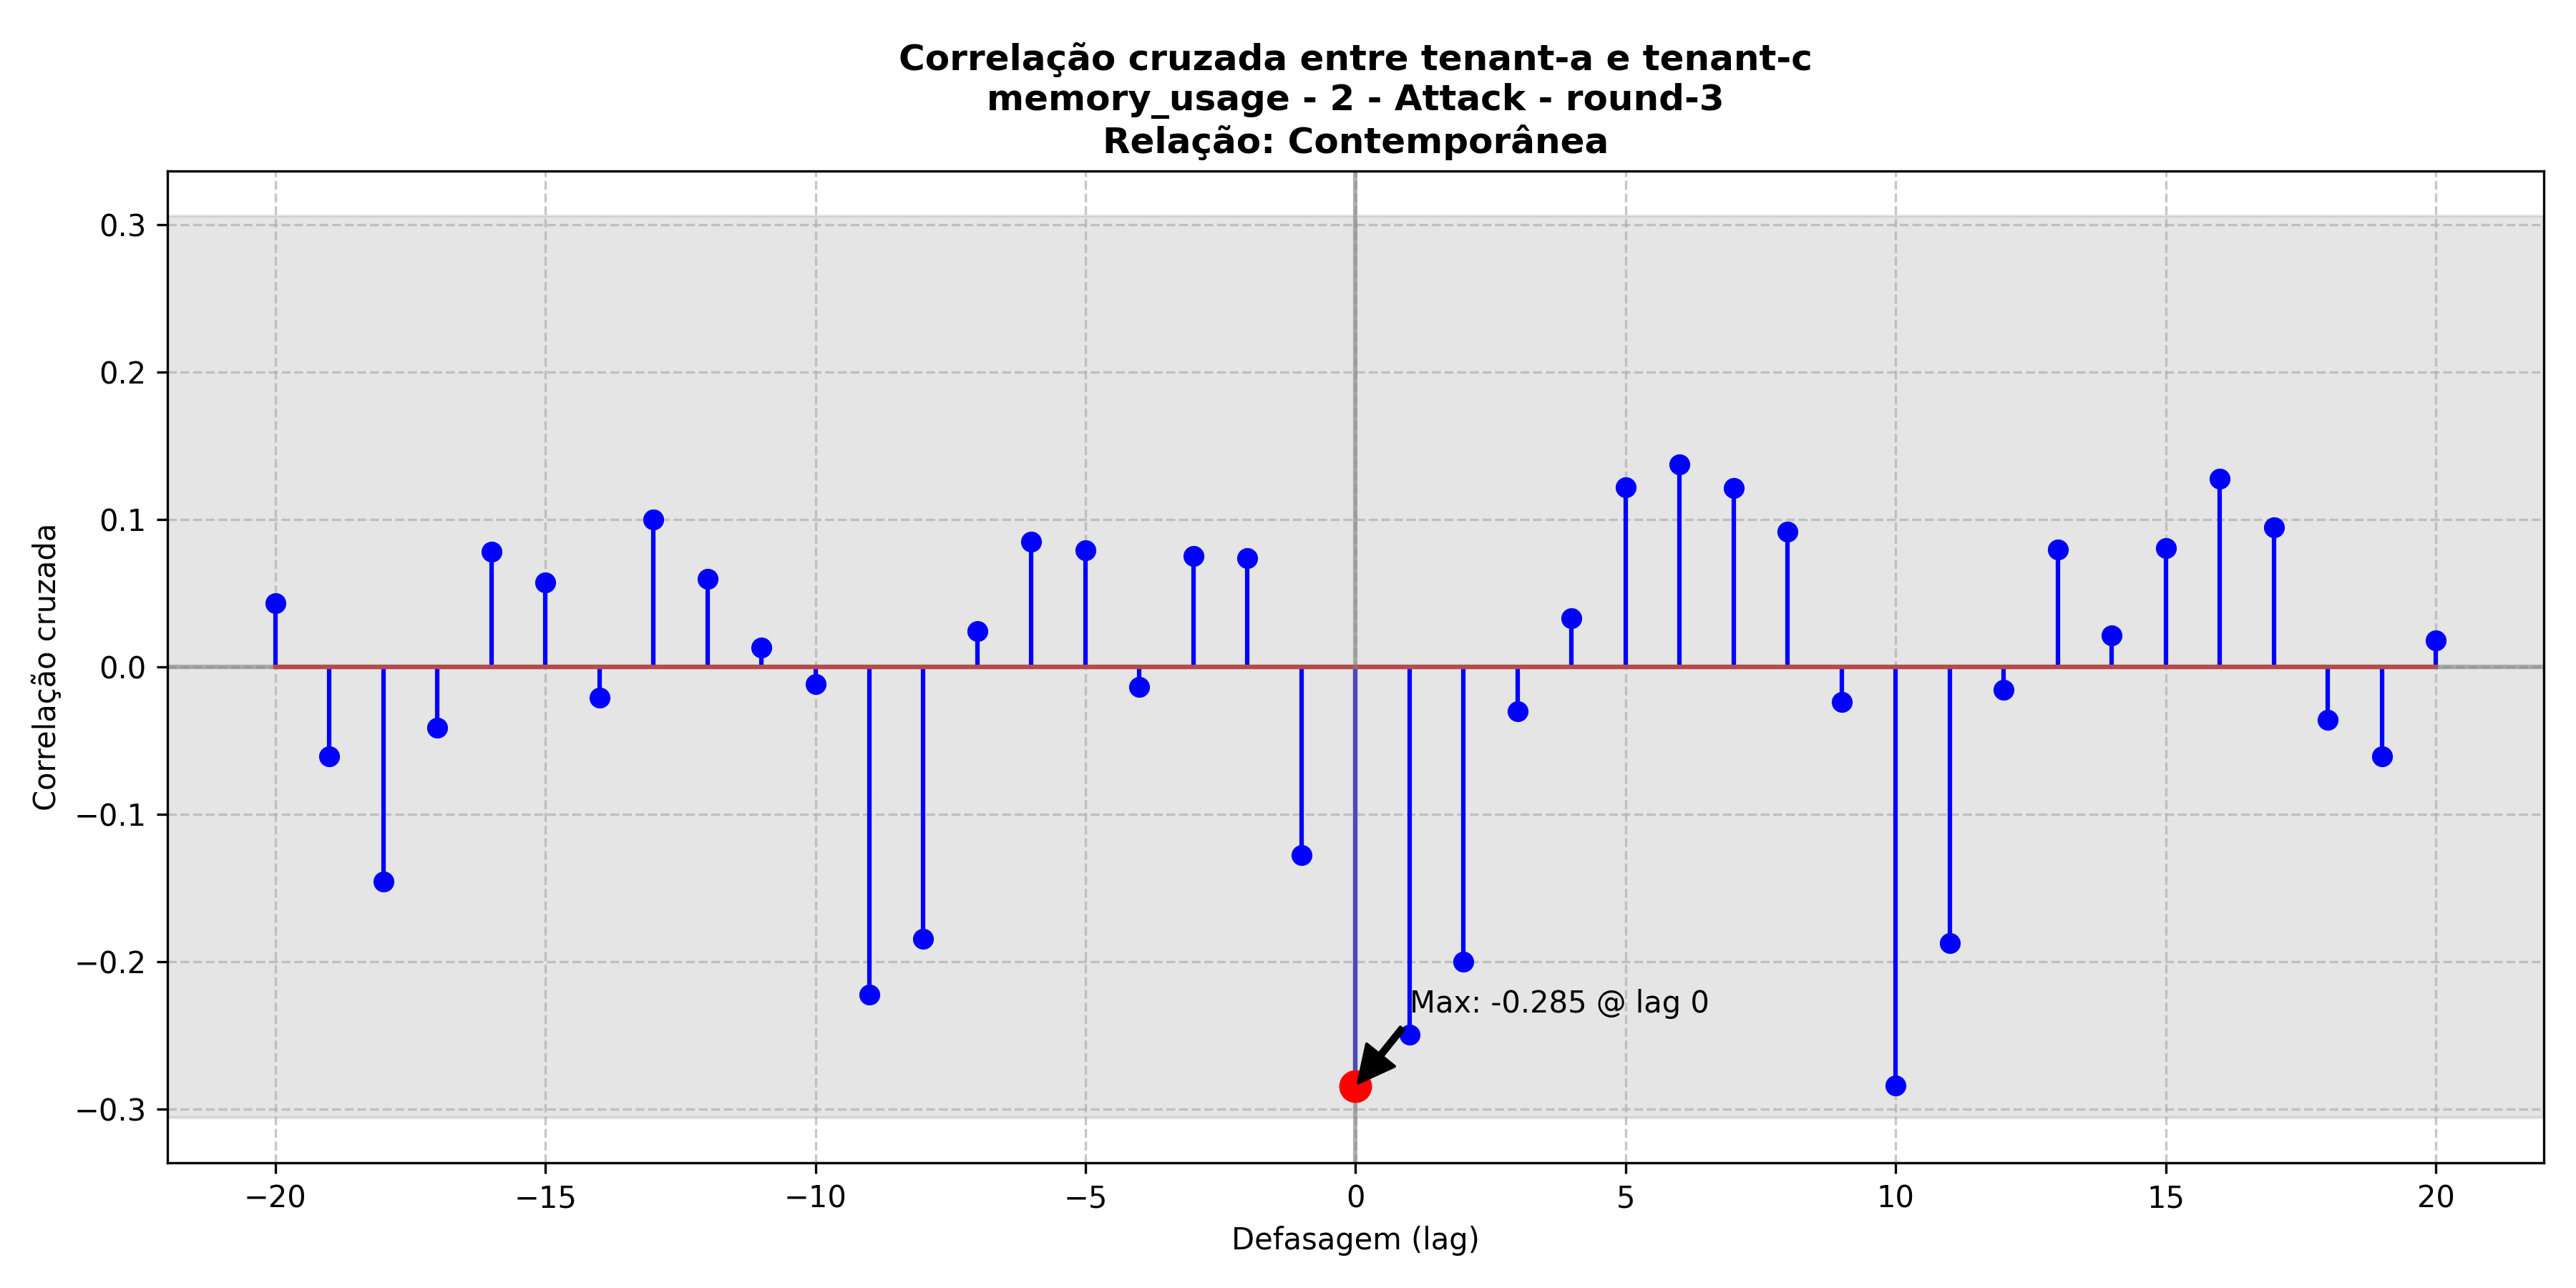 Correlação cruzada entre tenant-a e tenant-c
memory_usage - 2 - Attack - round-3
Relação: Contemporânea
Correlação cruzada
0.3
0.2
0.1
0.0
−0.1
−0.2
−0.3
Max: -0.285 @ lag 0
−20 −15 −10 −5 0 5 10 15 20
Defasagem (lag)